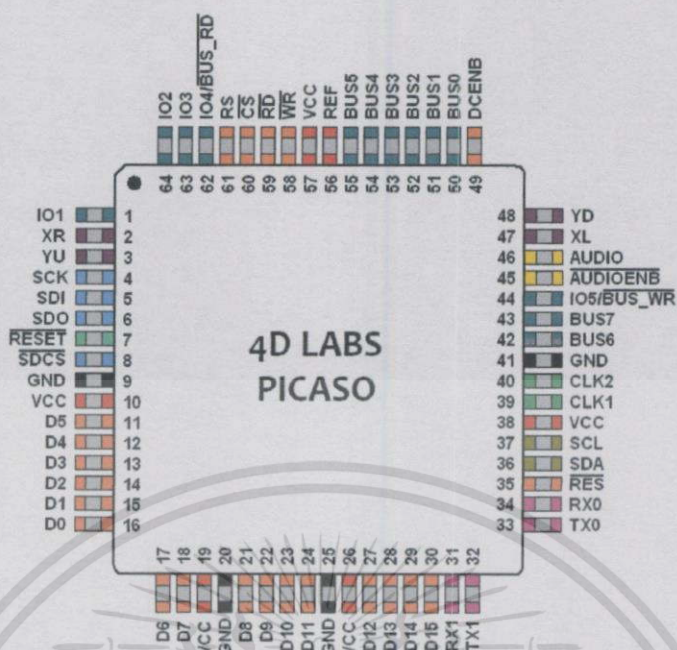 IO2
IO3
IO4/BUS_RD
RS
CS
RD
WR
VCC
REF
BUS5
BUS4
BUS3
BUS2
BUS1
BUS0
DCENB
64
63
62
61
60
59
58
57
56
55
54
53
52
51
50
49
IO1 1
XR 2
YU 3
SCK 4
SDI 5
SDO 6
RESET 7
SDCS 8
GND 9
VCC 10
D5 11
D4 12
D3 13
D2 14
D1 15
D0 16
4D LABS
PICASO
48 YD
47 XL
46 AUDIO
45 AUDIOENB
44 IO5/BUS_WR
43 BUS7
42 BUS6
41 GND
40 CLK2
39 CLK1
38 VCC
37 SCL
36 SDA
35 RES
34 RX0
33 TX0
17
18
19
20
21
22
23
24
25
26
27
28
29
30
31
32
D6
D7
VCC
GND
D8
D9
D10
D11
GND
VCC
D12
D13
D14
D15
RX1
TX1